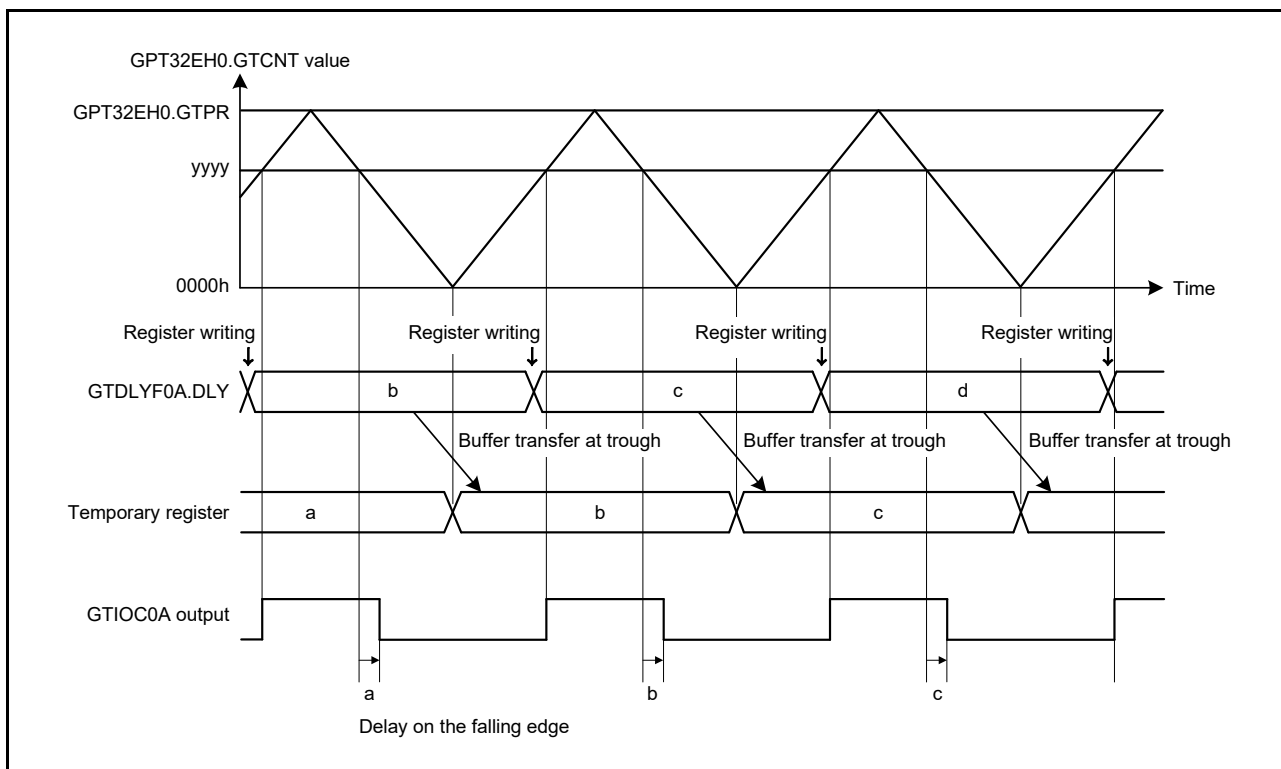 GPT32EH0.GTCNT value
GPT32EH0.GTPR
yyyy
0000h
Time
Register writing Register writing Register writing Register writing
GTDLYF0A.DLY b c d
Buffer transfer at trough Buffer transfer at trough Buffer transfer at trough
Temporary register a b c
GTIOC0A output
a b c
Delay on the falling edge